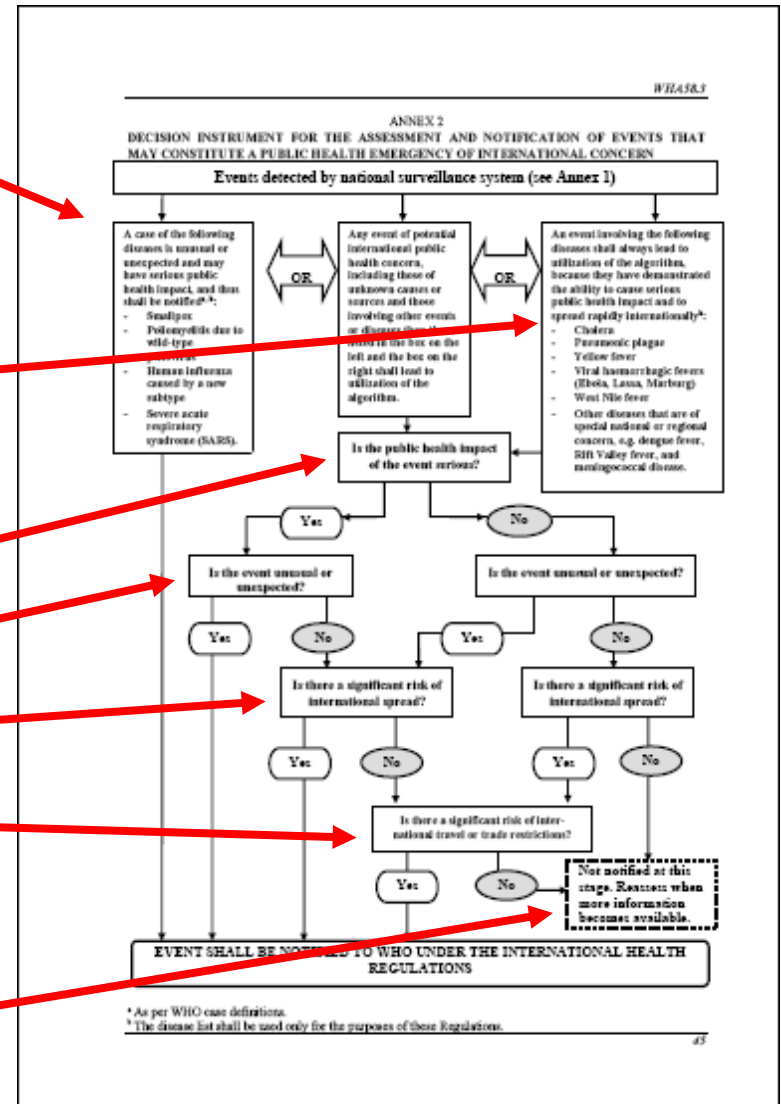 WHA58.3
ANNEX 2
DECISION INSTRUMENT FOR THE ASSESSMENT AND NOTIFICATION OF EVENTS THAT
MAY CONSTITUTE A PUBLIC HEALTH EMERGENCY OF INTERNATIONAL CONCERN
Events detected by national surveillance system (see Annex 1)
A case of the following
diseases is unusual or
unexpected and may
have serious public
health impact, and thus
shall be notifiedᵃ,ᵇ:
- Smallpox
- Poliomyelitis due to
wild-type
- Human influenza
caused by a new
subtype
- Severe acute
respiratory
syndrome (SARS).
OR
Any event of potential
international public
health concern,
including those of
unknown causes or
sources and those
involving other events
or diseases than
in the box on the
left and the box on the
right shall lead to
utilization of the
algorithm.
OR
An event involving the following
diseases shall always lead to
utilization of the algorithm,
because they have demonstrated
the ability to cause serious
public health impact and to
spread rapidly internationallyᵇ:
- Cholera
- Pneumonic plague
- Yellow fever
- Viral haemorrhagic fevers
(Ebola, Lassa, Marburg)
- West Nile fever
- Other diseases that are of
special national or regional
concern, e.g. dengue fever,
Rift Valley fever, and
meningococcal disease.
Is the public health impact
of the event serious?
Yes
No
Is the event unusual or
unexpected?
Is the event unusual or unexpected?
Yes
No
Yes
No
Is there a significant risk of
international spread?
Is there a significant risk of
international spread?
Yes
No
Yes
No
Is there a significant risk of inter-
national travel or trade restrictions?
Yes
No
Not notified at this
stage. Reassess when
more information
becomes available.
EVENT SHALL BE NOTIFIED TO WHO UNDER THE INTERNATIONAL HEALTH
REGULATIONS
ᵃ As per WHO case definitions.
ᵇ The disease list shall be used only for the purposes of these Regulations.
45